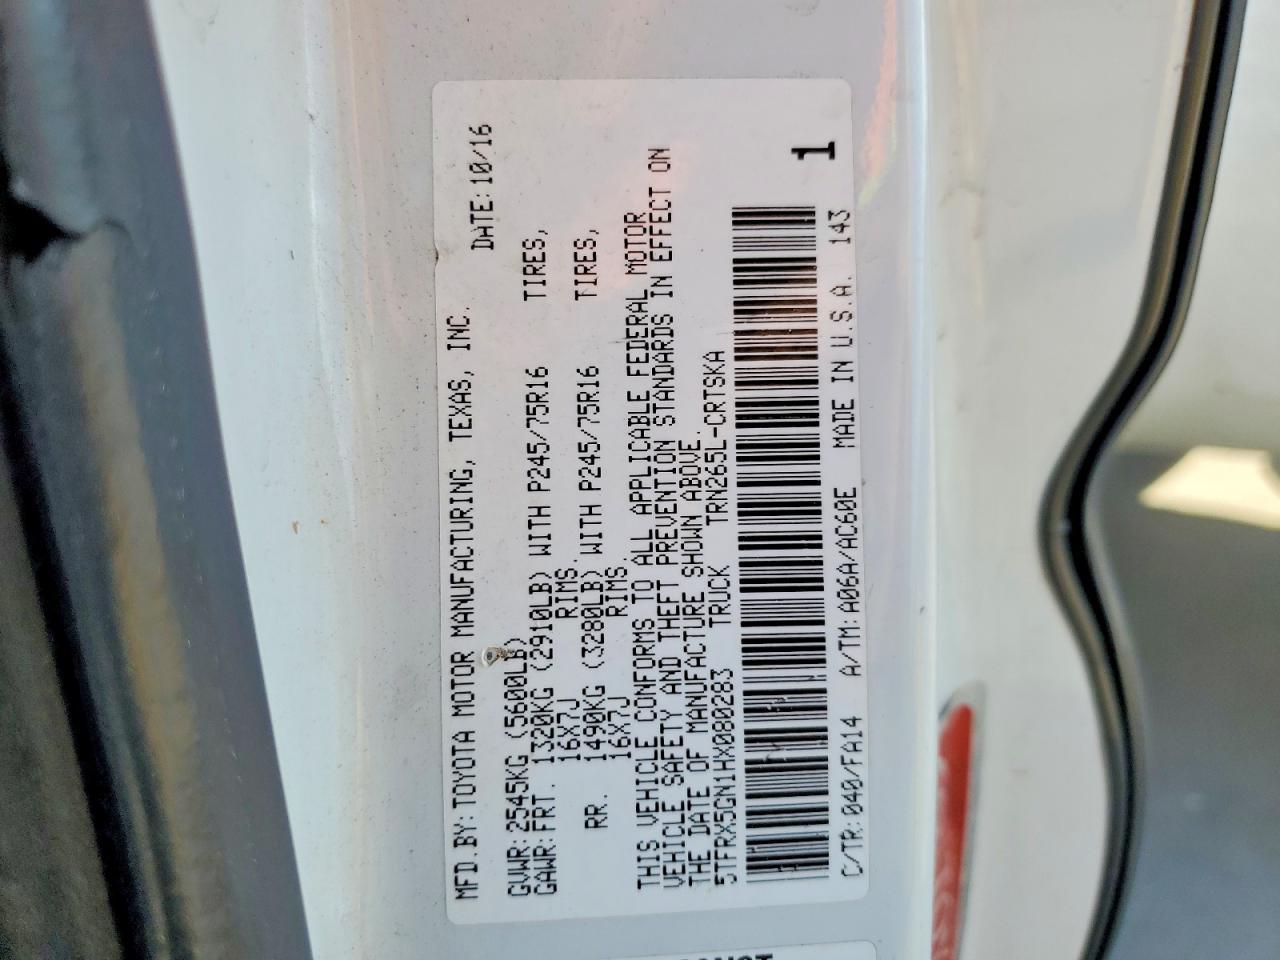 MFD.BY: TOYOTA MOTOR MANUFACTURING, TEXAS, INC. DATE: 10/16
GVWR: 2545KG (5600LB)
GAWR: FRT. 1320KG (2910LB) WITH P245/75R16 TIRES,
16X7J RIMS.
RR. 1490KG (3280LB) WITH P245/75R16 TIRES,
16X7J RIMS.
THIS VEHICLE CONFORMS TO ALL APPLICABLE FEDERAL MOTOR
VEHICLE SAFETY AND THEFT PREVENTION STANDARDS IN EFFECT ON
THE DATE OF MANUFACTURE SHOWN ABOVE.
5TFRX5GN1HX080283 TRUCK TRN265L-CRTSKA
1
C/TR: 040/FA14 A/TM: A06A/AC60E MADE IN U.S.A. 143